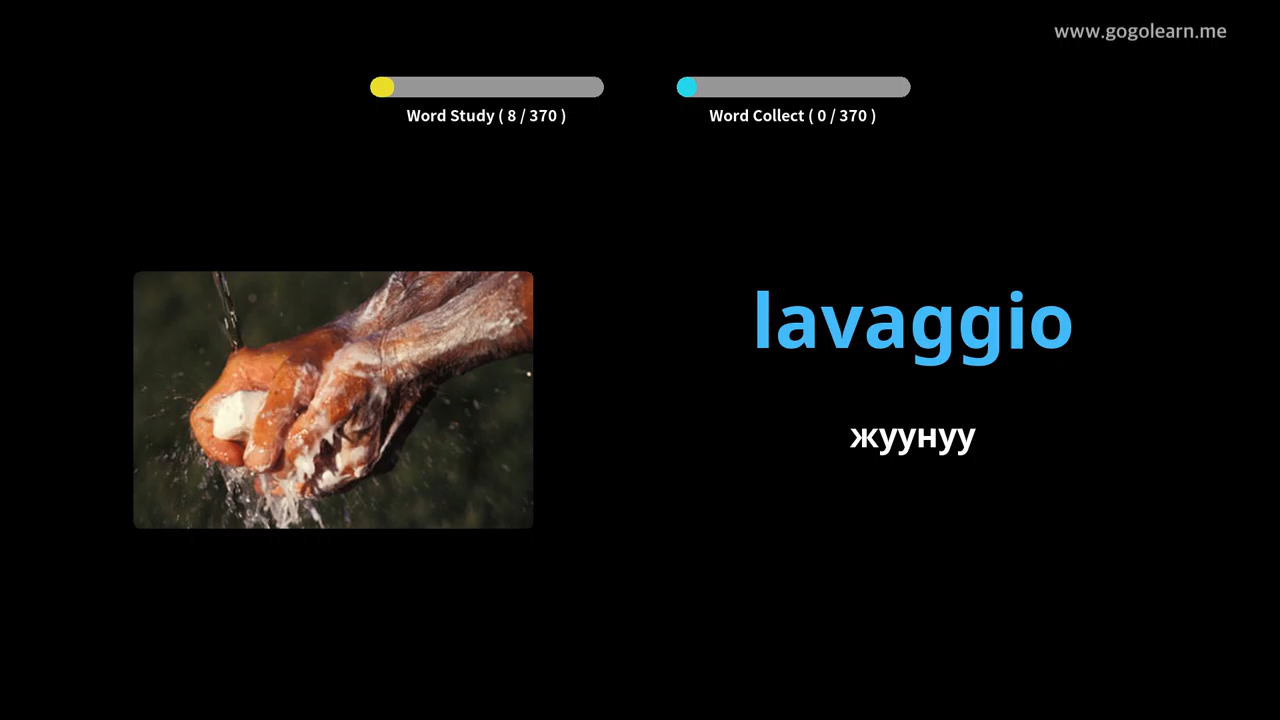 www.gogolearn.me
Word Study ( 8 / 370 )
Word Collect ( 0 / 370 )
lavaggio
жуунуу